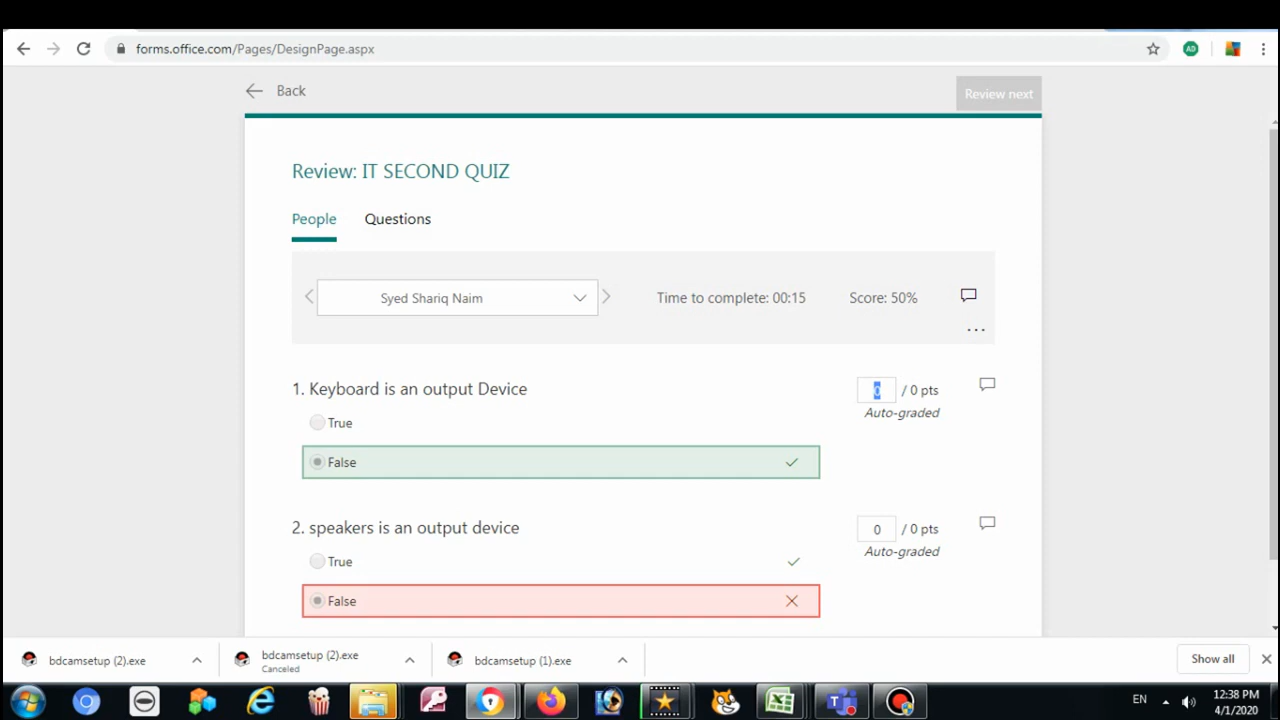 forms.office.com/Pages/DesignPage.aspx
AD
Back
Review next
Review: IT SECOND QUIZ
People Questions
Syed Shariq Naim Time to complete: 00:15 Score: 50%
...
1. Keyboard is an output Device 0 / 0 pts
Auto-graded
True
False
2. speakers is an output device 0 / 0 pts
Auto-graded
True
False
bdcamsetup (2).exe bdcamsetup (2).exe bdcamsetup (1).exe Show all
Canceled
EN 12:38 PM
4/1/2020